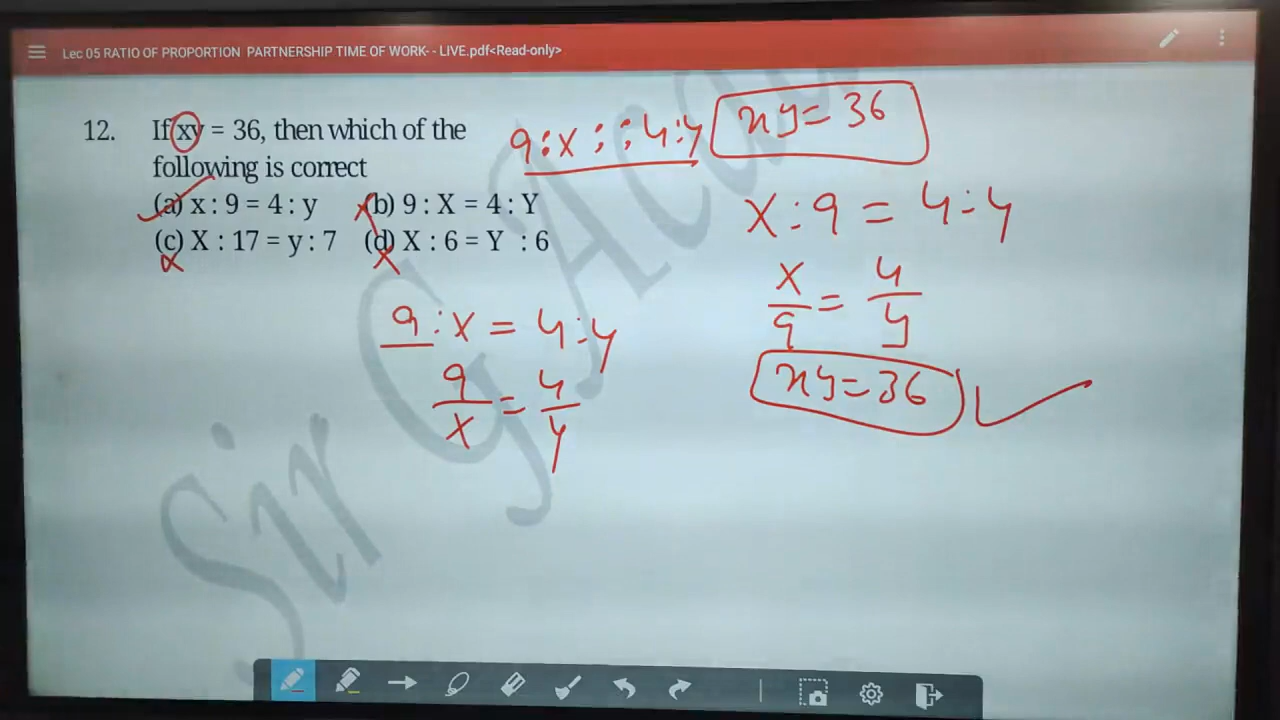 Lec 05 RATIO OF PROPORTION PARTNERSHIP TIME OF WORK- - LIVE.pdf<Read-only>
12. If xy = 36, then which of the
following is correct
(a) x : 9 = 4 : y (b) 9 : X = 4 : Y
(c) X : 17 = y : 7 (d) X : 6 = Y : 6
9 : x : : 4 : y
xy = 36
9 : x = 4 : y
9/x = 4/y
x : 9 = 4 : y
x/9 = 4/y
xy = 36
Sir G Acad